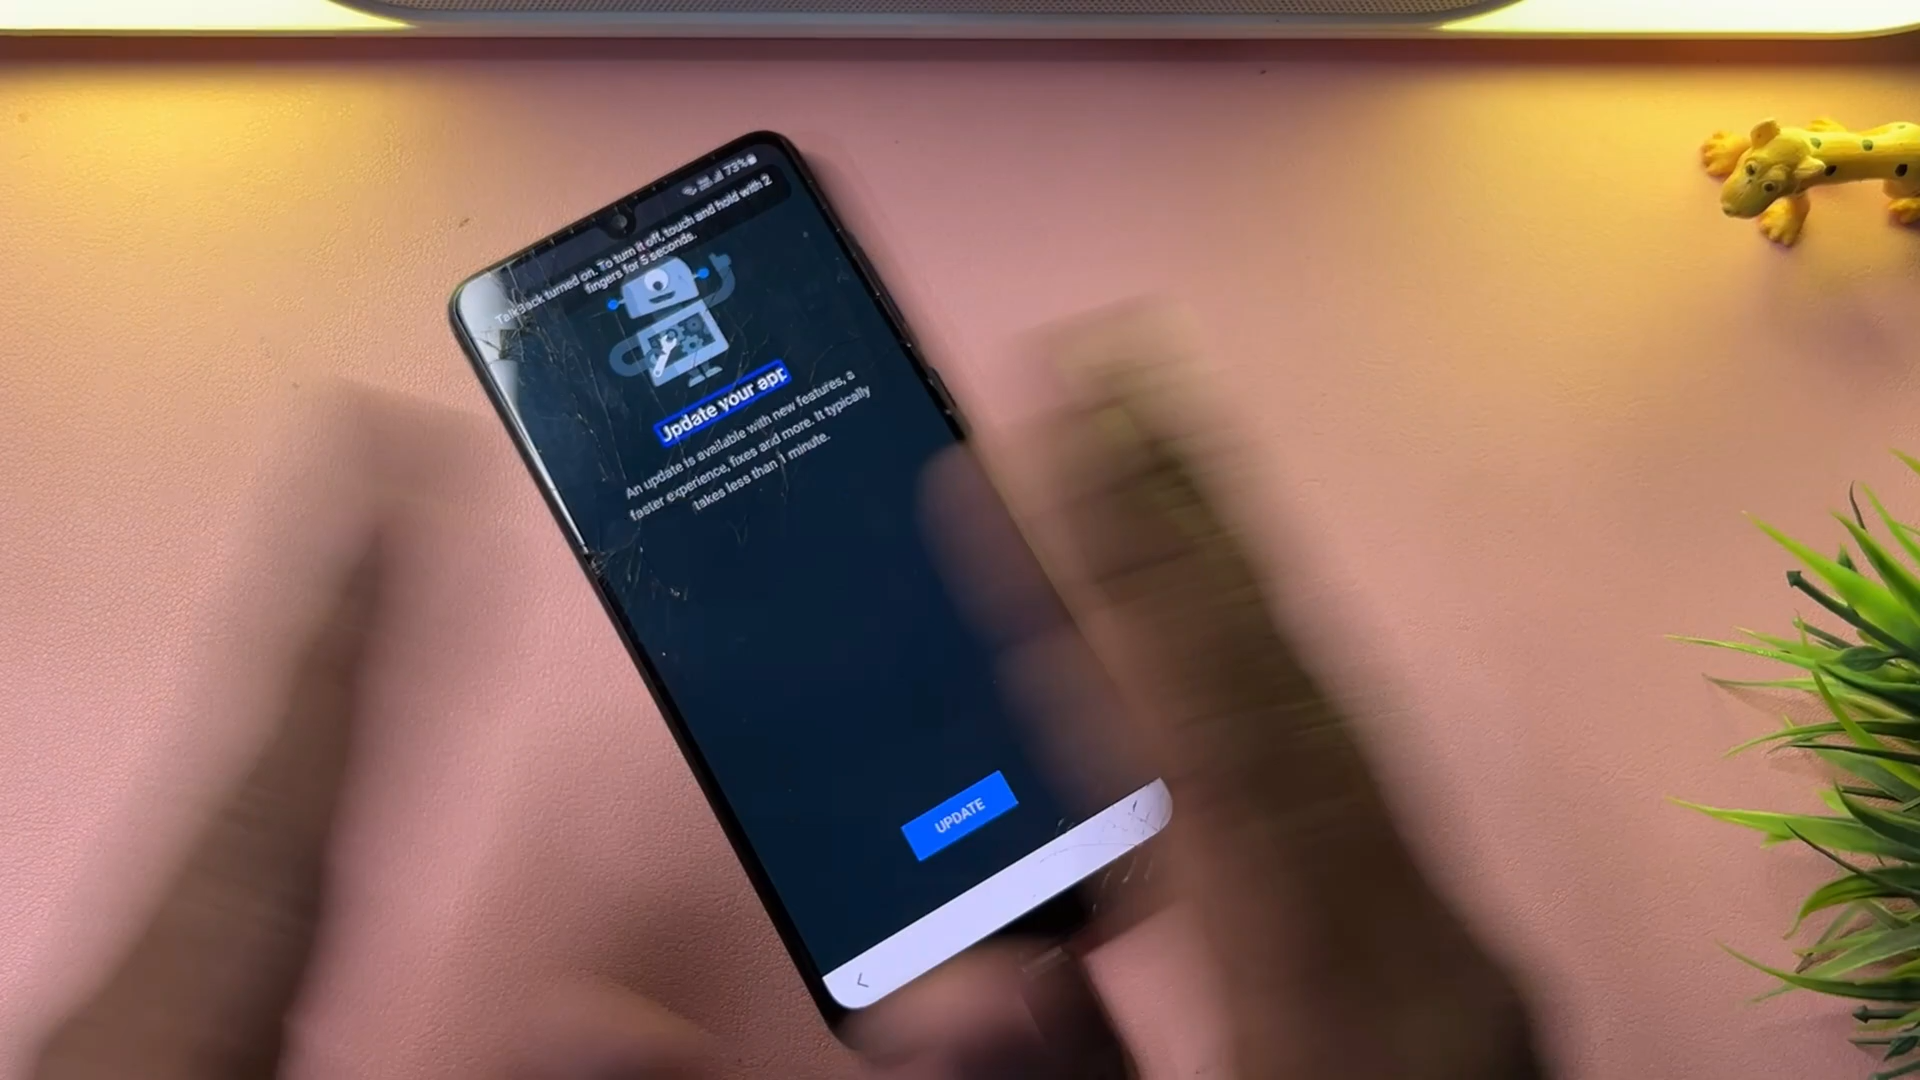 73%
TalkBack turned on. To turn it off, touch and hold with 2
fingers for 5 seconds.
Update your app
An update is available with new features, a
faster experience, fixes and more. It typically
takes less than 1 minute.
UPDATE